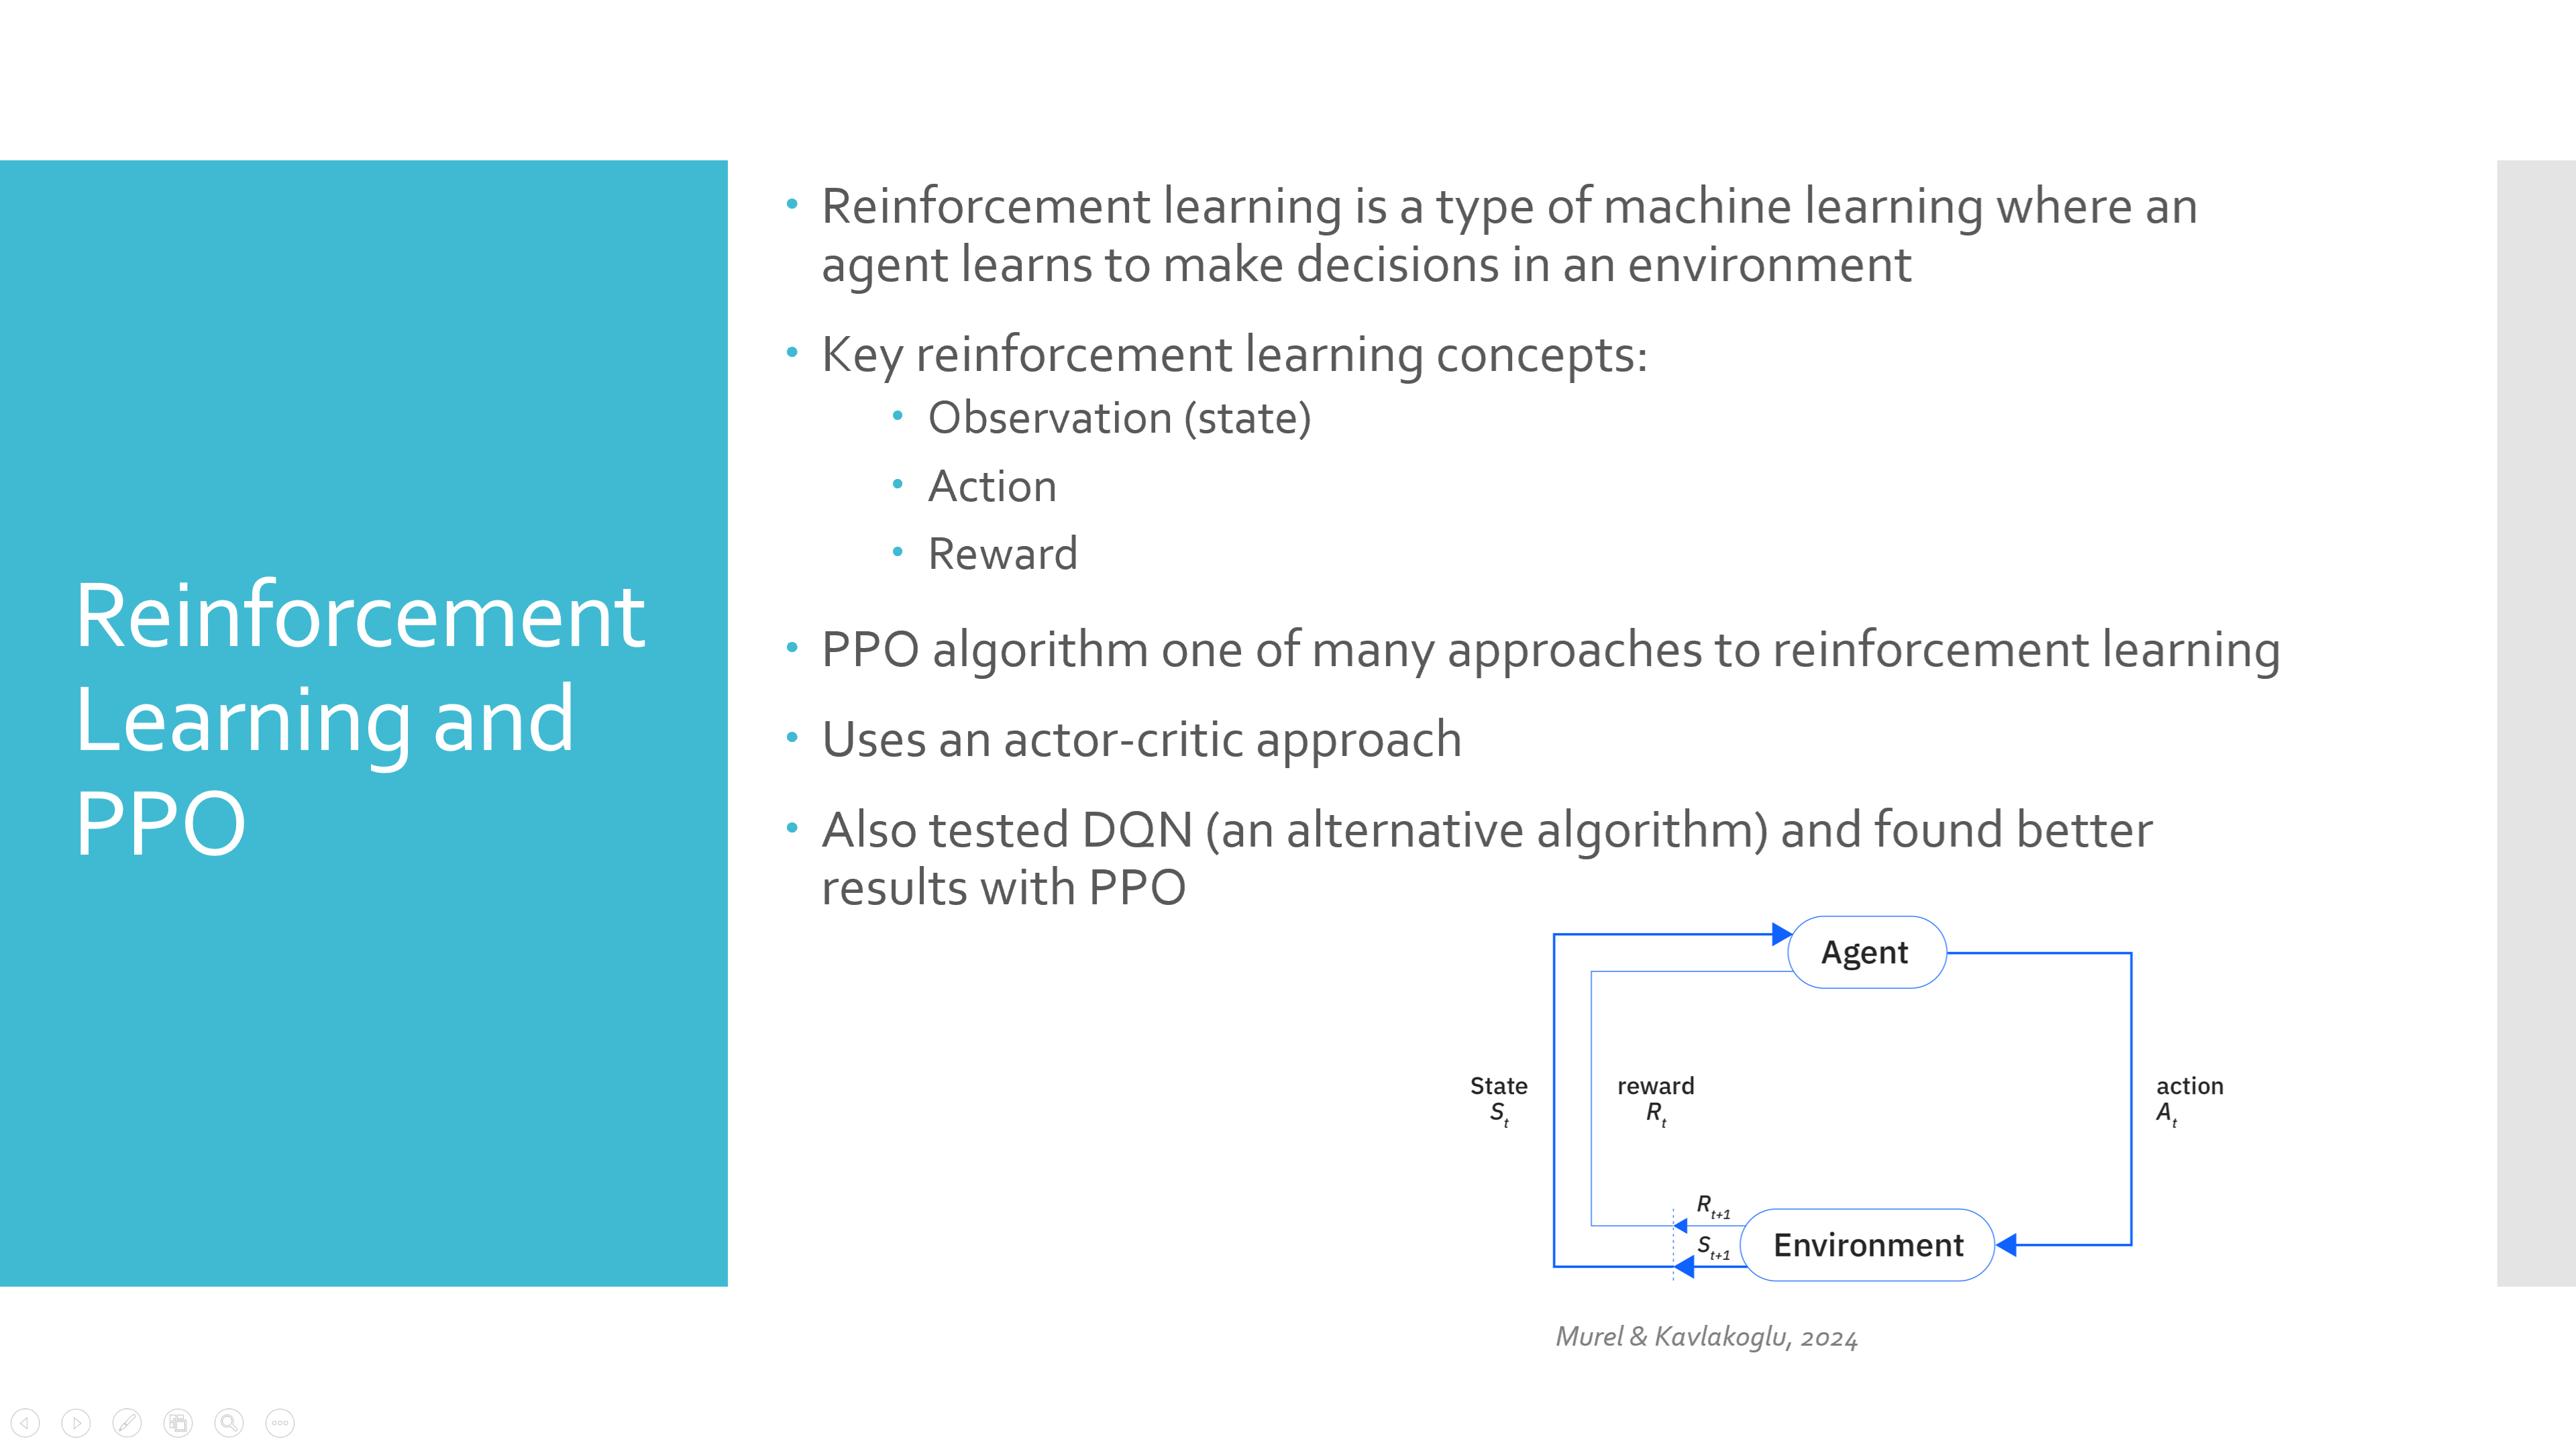 Reinforcement
Learning and
PPO
• Reinforcement learning is a type of machine learning where an
agent learns to make decisions in an environment
• Key reinforcement learning concepts:
• Observation (state)
• Action
• Reward
• PPO algorithm one of many approaches to reinforcement learning
• Uses an actor-critic approach
• Also tested DQN (an alternative algorithm) and found better
results with PPO
Agent
State
S_t
reward
R_t
action
A_t
R_t+1
S_t+1
Environment
Murel & Kavlakoglu, 2024